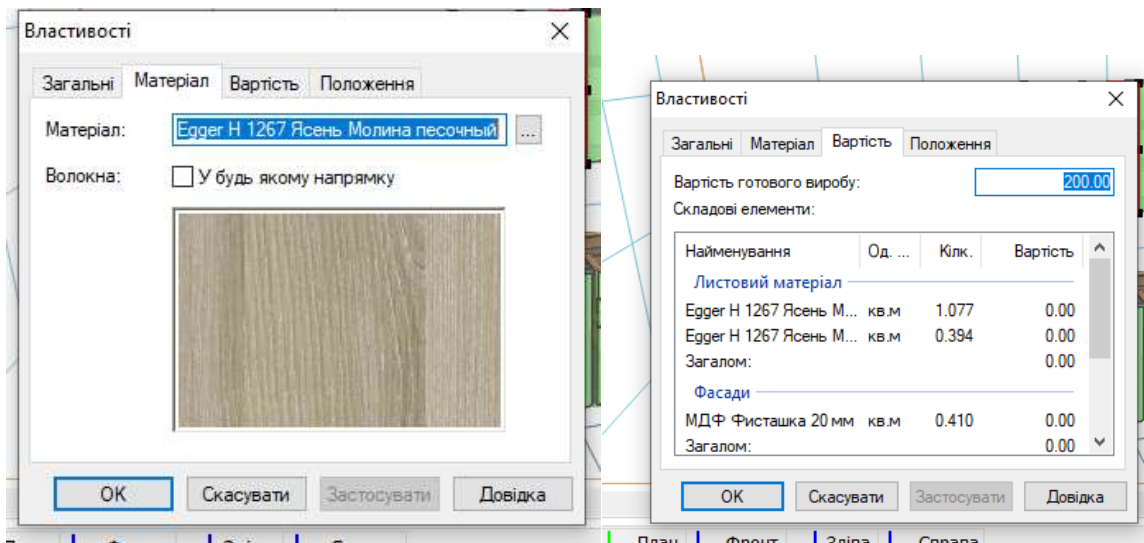 Властивості
Загальні Матеріал Вартість Положення
Матеріал: Egger H 1267 Ясень Молина песочный ...
Волокна: У будь якому напрямку
ОК Скасувати Застосувати Довідка
Властивості
Загальні Матеріал Вартість Положення
Вартість готового виробу: 200.00
Складові елементи:
Найменування Од. ... Кілк. Вартість
Листовий матеріал
Egger H 1267 Ясень М... кв.м 1.077 0.00
Egger H 1267 Ясень М... кв.м 0.394 0.00
Загалом: 0.00
Фасади
МДФ Фисташка 20 мм кв.м 0.410 0.00
Загалом: 0.00
ОК Скасувати Застосувати Довідка
План Фронт Зліва Справа